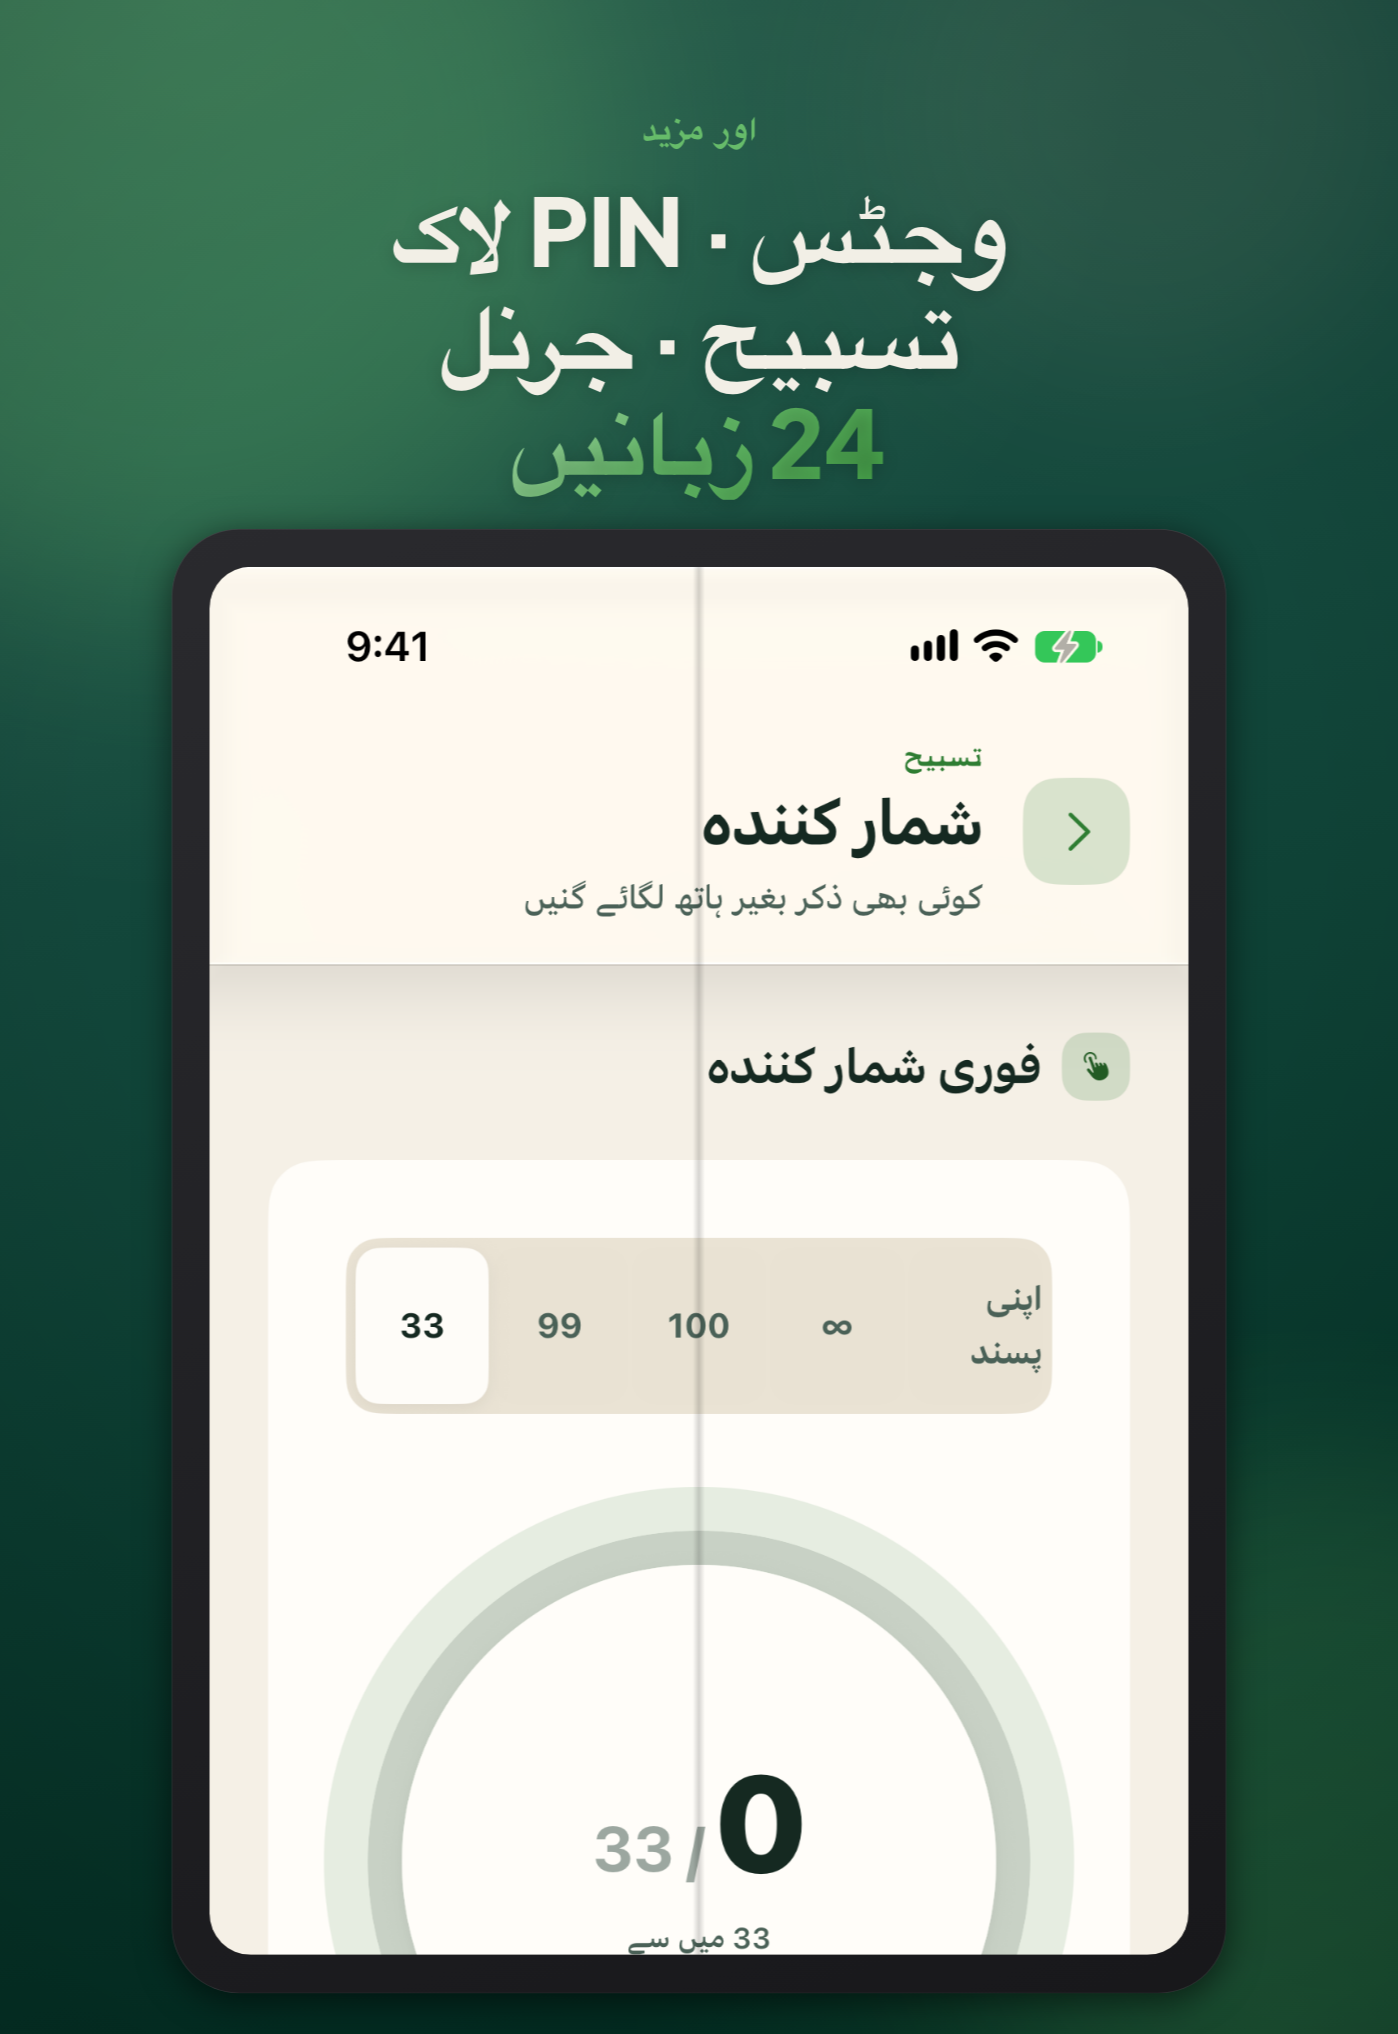 اور مزید
وجٹس · PIN لاک
تسبیح · جرنل
24 زبانیں
9:41
تسبیح
شمار کنندہ
کوئی بھی ذکر بغیر ہاتھ لگائے گنیں
فوری شمار کنندہ
33 99 100 ∞ اپنی
پسند
0/33
33 میں سے